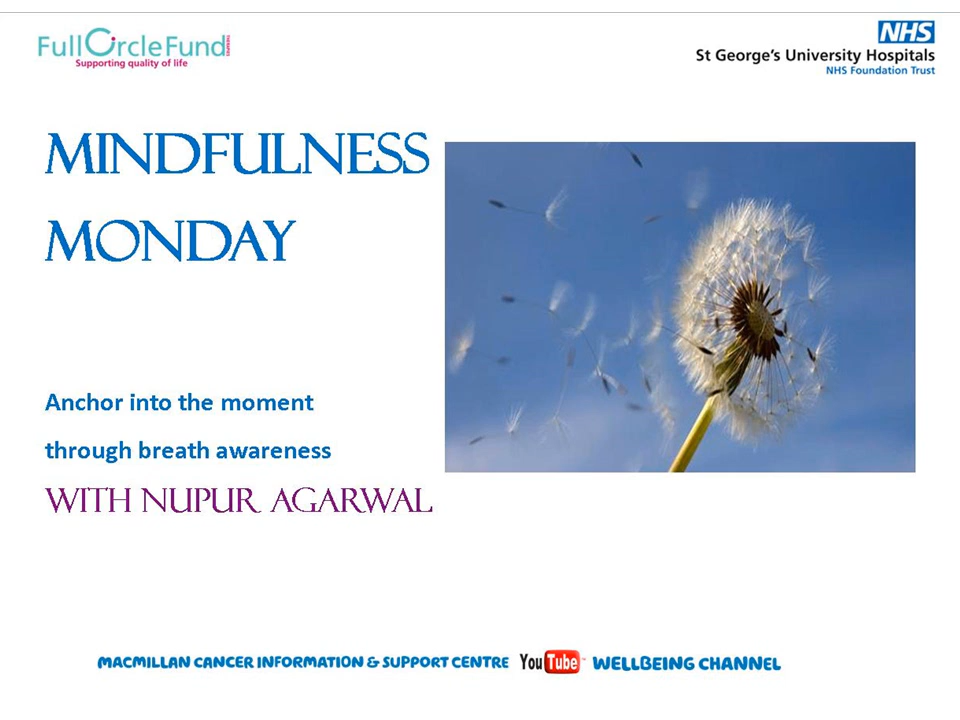 FullCircleFund
Supporting quality of life
NHS
St George's University Hospitals
NHS Foundation Trust
MINDFULNESS
MONDAY
Anchor into the moment
through breath awareness
WITH NUPUR AGARWAL
MACMILLAN CANCER INFORMATION & SUPPORT CENTRE YouTube WELLBEING CHANNEL